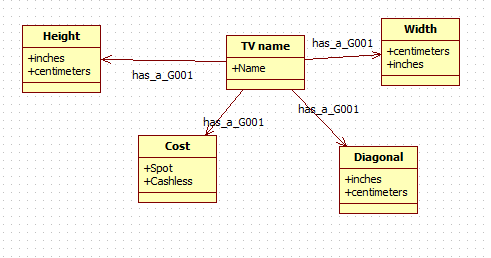 Height
+inches
+centimeters
has_a_G001
TV name
+Name
has_a_G001
Width
+centimeters
+inches
has_a_G001
Cost
+Spot
+Cashless
has_a_G001
Diagonal
+inches
+centimeters